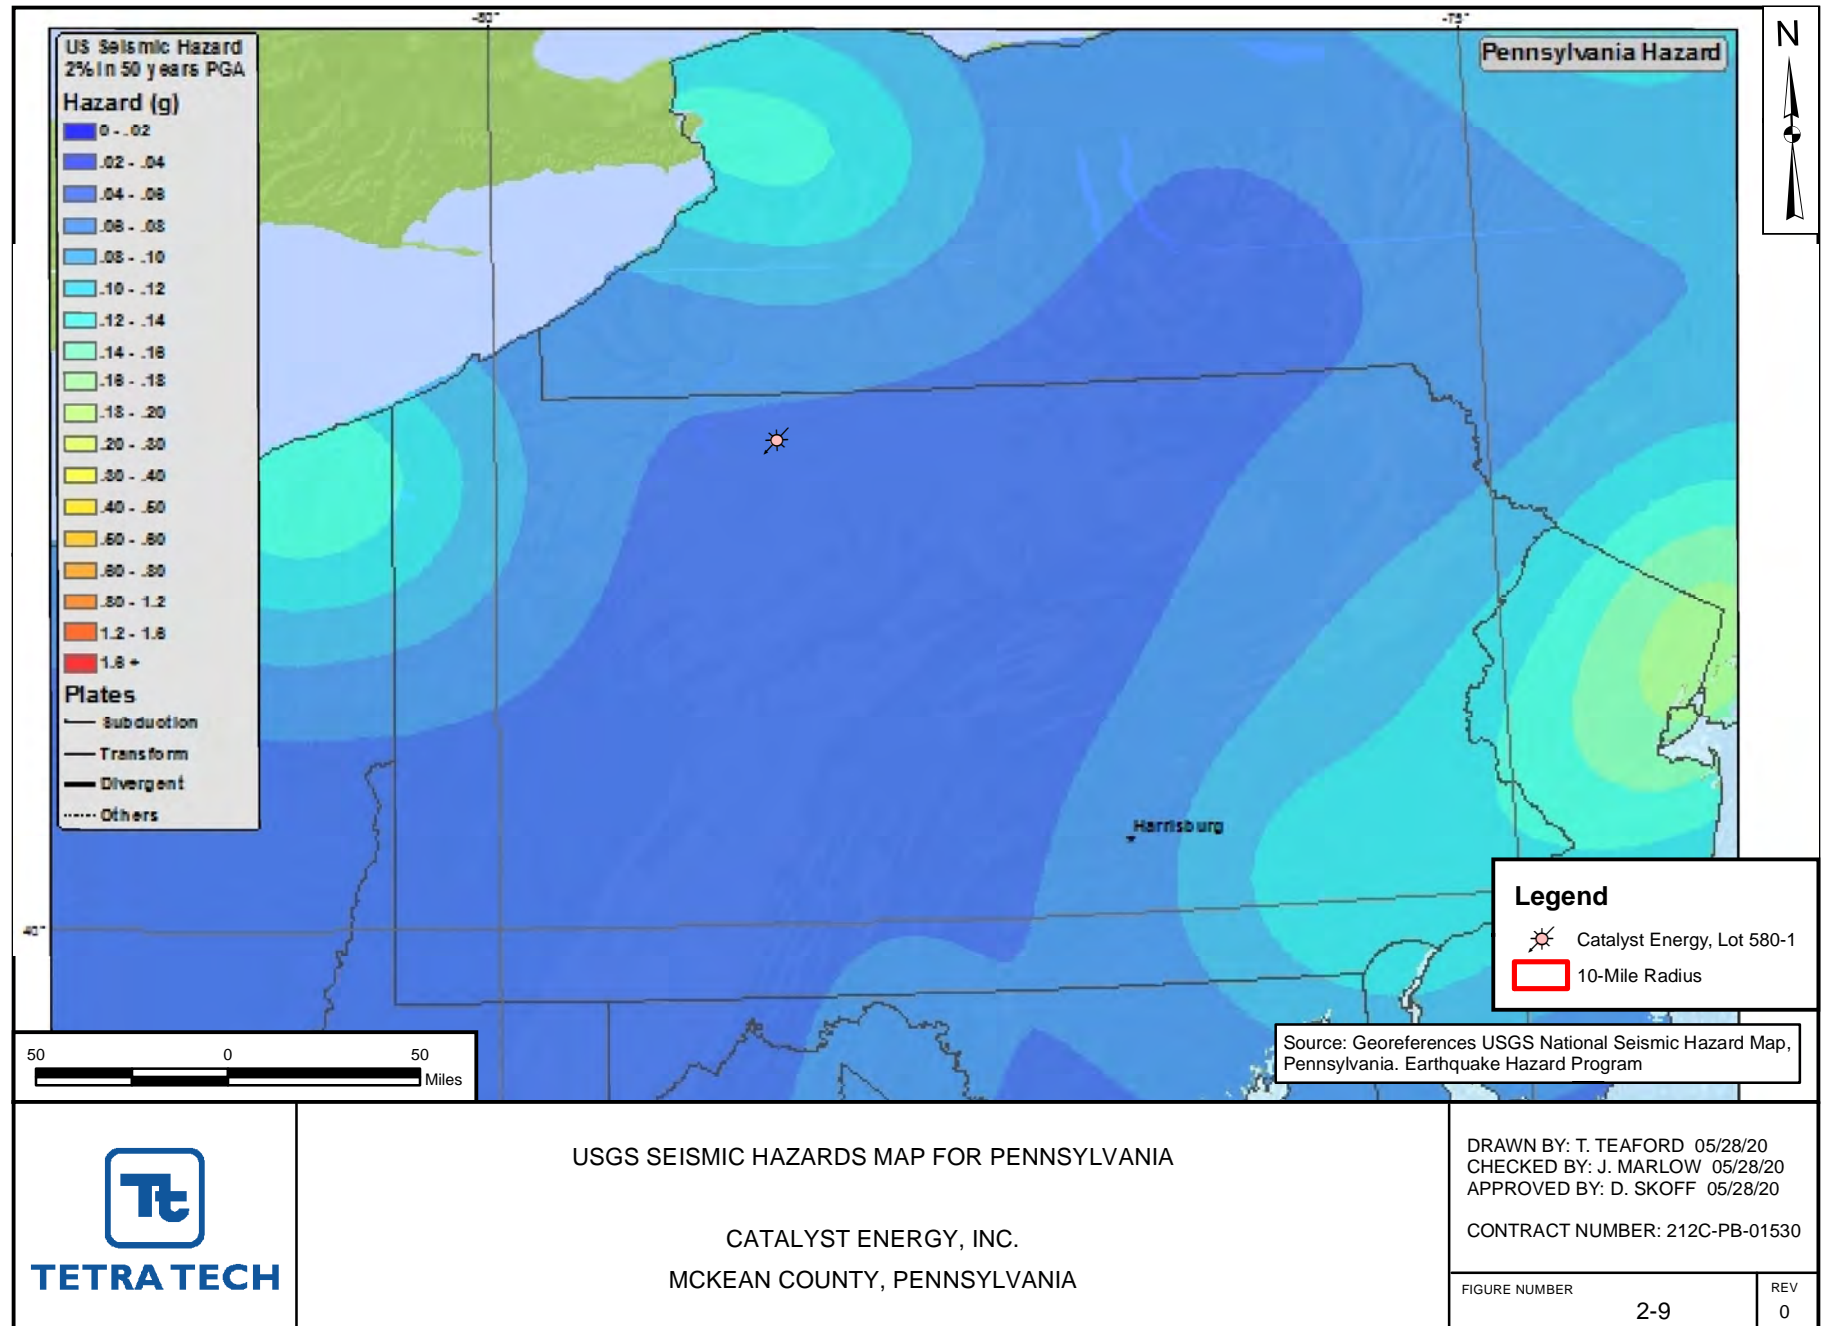 -80°
-75°
US Seismic Hazard
2% in 50 years PGA
Hazard (g)
0 - .02
.02 - .04
.04 - .06
.06 - .08
.08 - .10
.10 - .12
.12 - .14
.14 - .16
.16 - .18
.18 - .20
.20 - .30
.30 - .40
.40 - .50
.60 - .80
.80 - 1.2
1.2 - 1.6
1.6 +
Plates
Subduction
Transform
Divergent
Others
Pennsylvania Hazard
N
Harrisburg
40°
Legend
Catalyst Energy, Lot 580-1
10-Mile Radius
50 0 50
Miles
Source: Georeferences USGS National Seismic Hazard Map,
Pennsylvania. Earthquake Hazard Program
Tt
TETRA TECH
USGS SEISMIC HAZARDS MAP FOR PENNSYLVANIA
CATALYST ENERGY, INC.
MCKEAN COUNTY, PENNSYLVANIA
DRAWN BY: T. TEAFORD 05/28/20
CHECKED BY: J. MARLOW 05/28/20
APPROVED BY: D. SKOFF 05/28/20
CONTRACT NUMBER: 212C-PB-01530
FIGURE NUMBER
2-9
REV
0